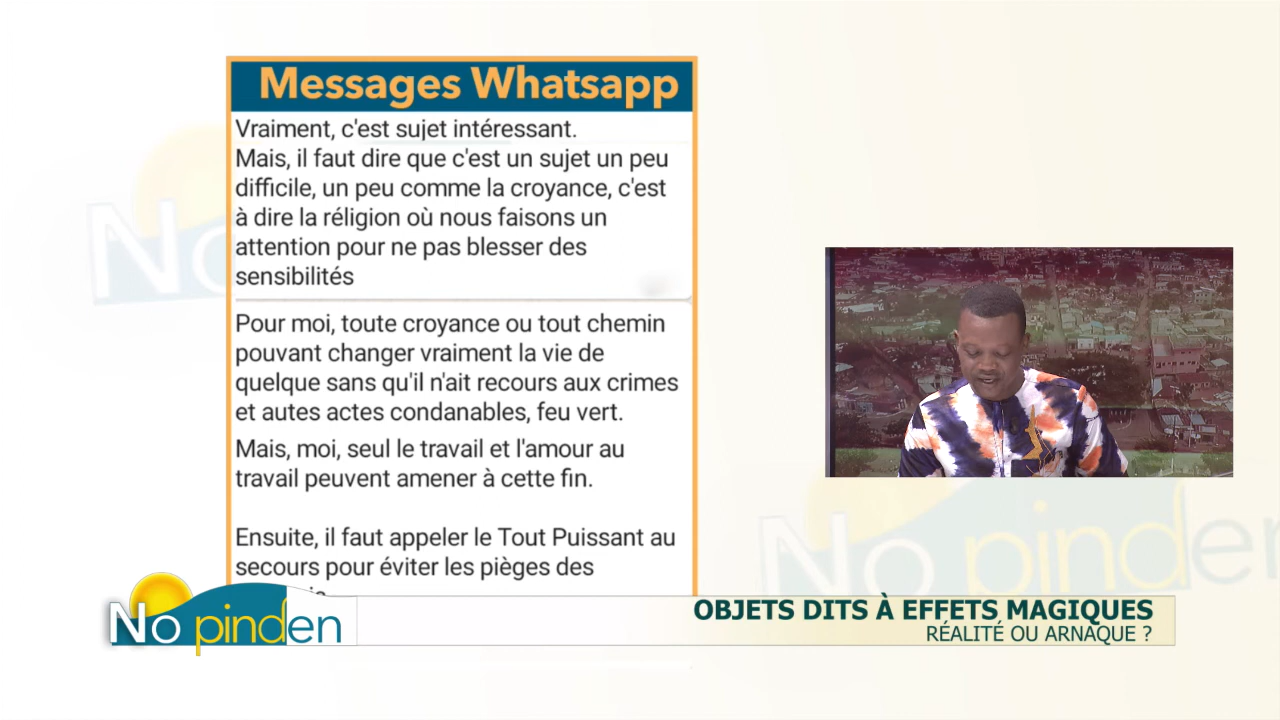 Messages Whatsapp
Vraiment, c'est sujet intéressant.
Mais, il faut dire que c'est un sujet un peu
difficile, un peu comme la croyance, c'est
à dire la réligion où nous faisons un
attention pour ne pas blesser des
sensibilités
Pour moi, toute croyance ou tout chemin
pouvant changer vraiment la vie de
quelque sans qu'il n'ait recours aux crimes
et autes actes condanables, feu vert.
Mais, moi, seul le travail et l'amour au
travail peuvent amener à cette fin.
Ensuite, il faut appeler le Tout Puissant au
secours pour éviter les pièges des
No pinden
OBJETS DITS À EFFETS MAGIQUES
RÉALITÉ OU ARNAQUE ?
No
No pinden